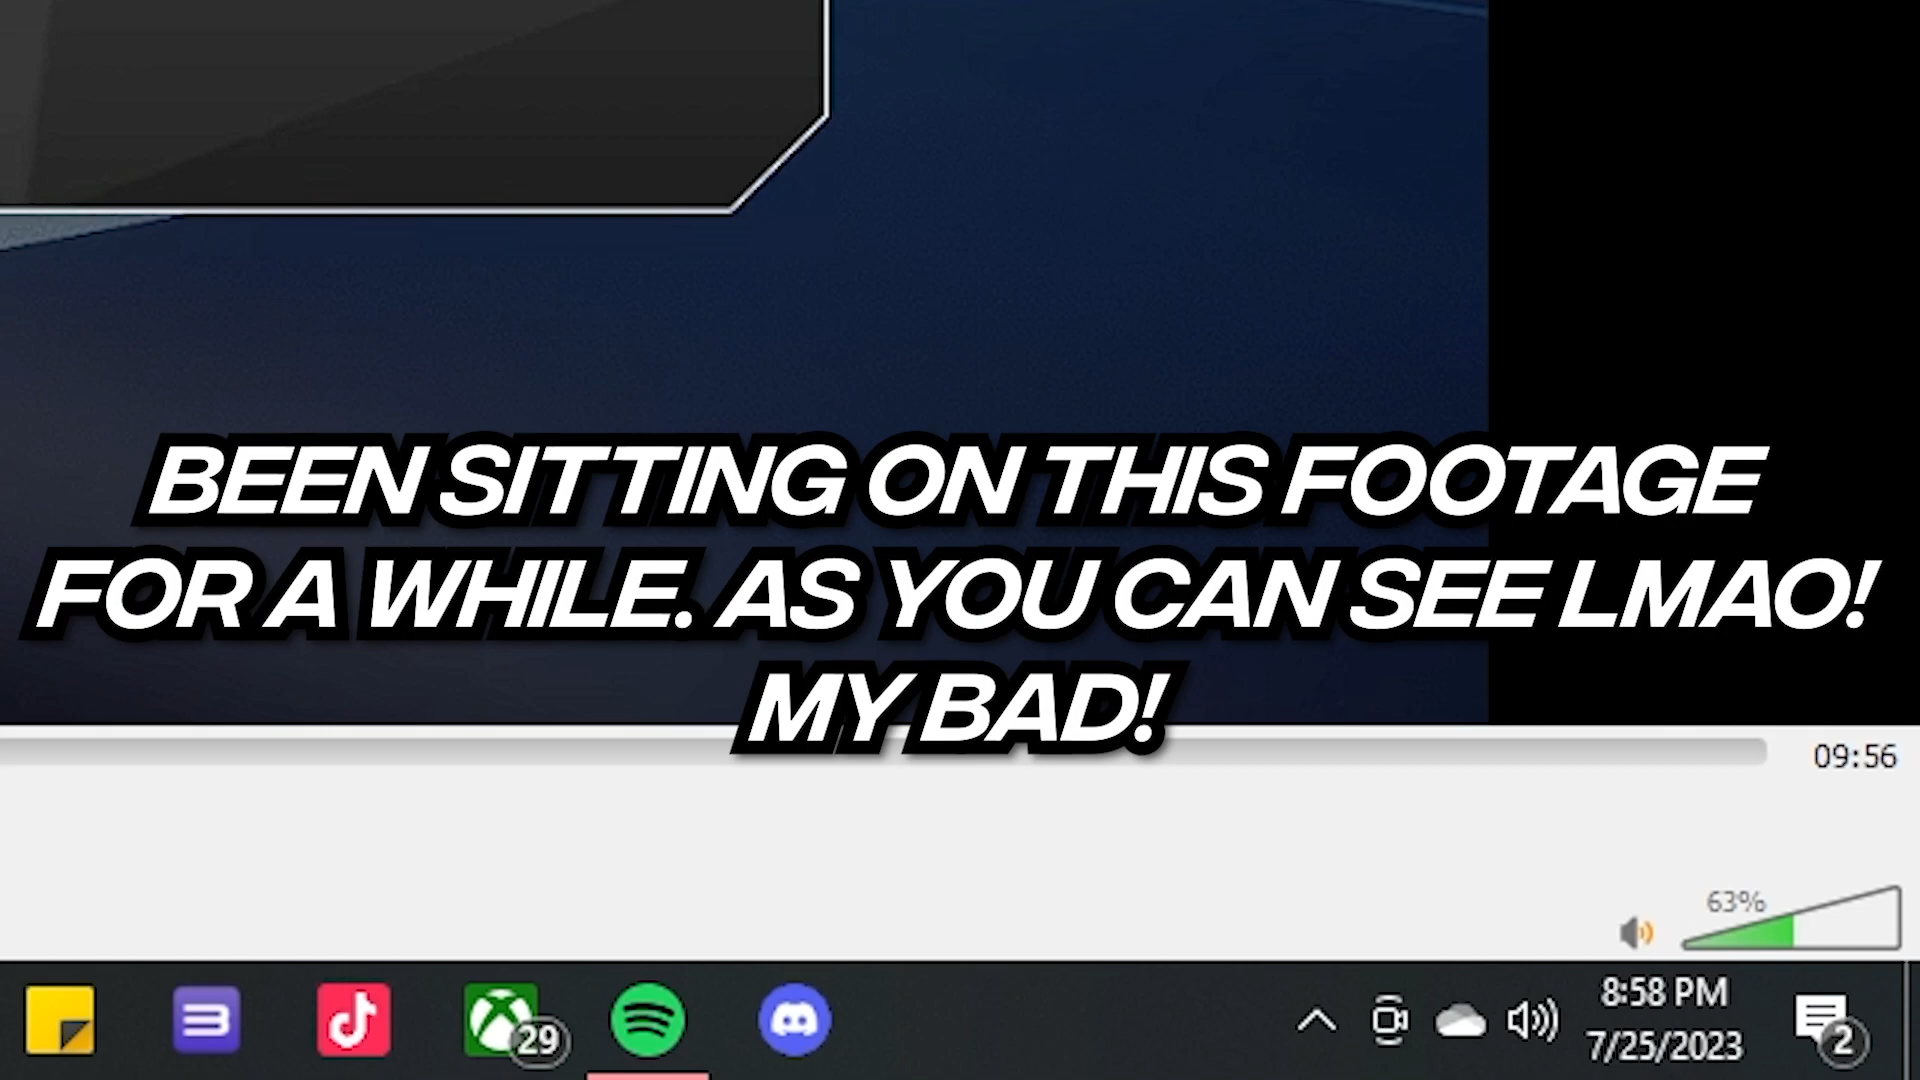 BEEN SITTING ON THIS FOOTAGE
FOR A WHILE. AS YOU CAN SEE LMAO!
MY BAD!
09:56
63%
29
8:58 PM
7/25/2023
2